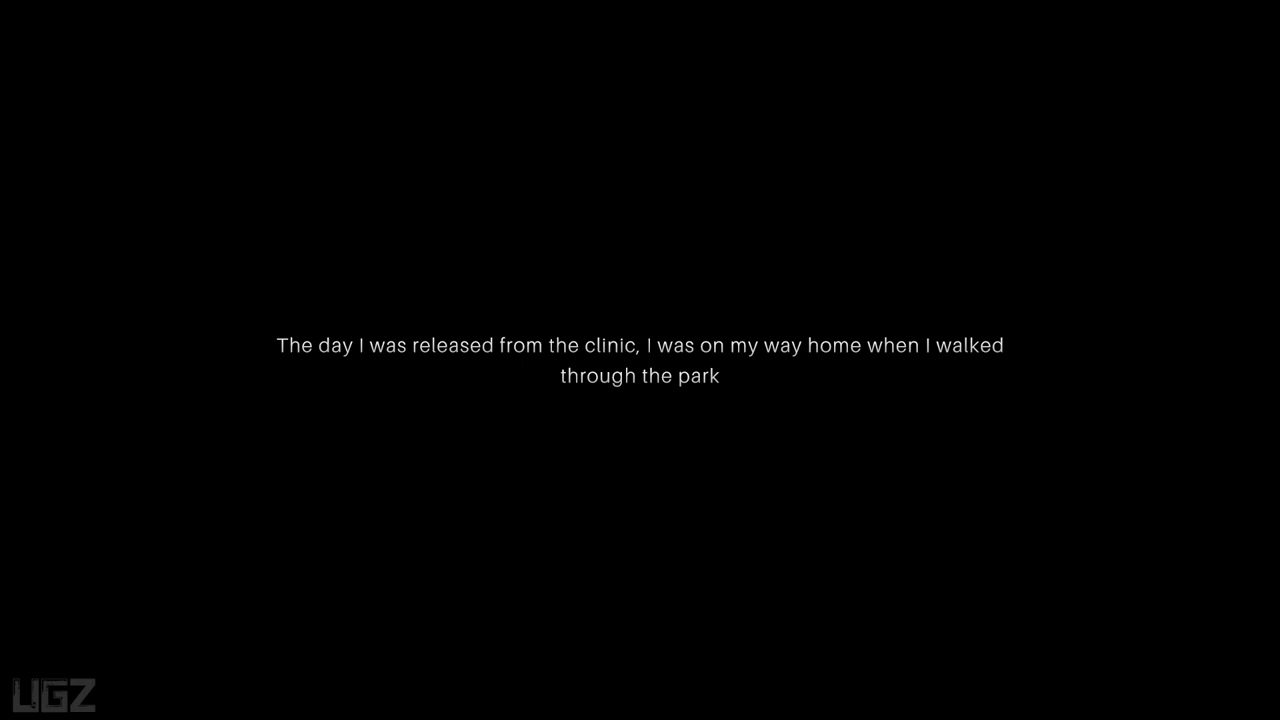 The day I was released from the clinic, I was on my way home when I walked
through the park
UGZ